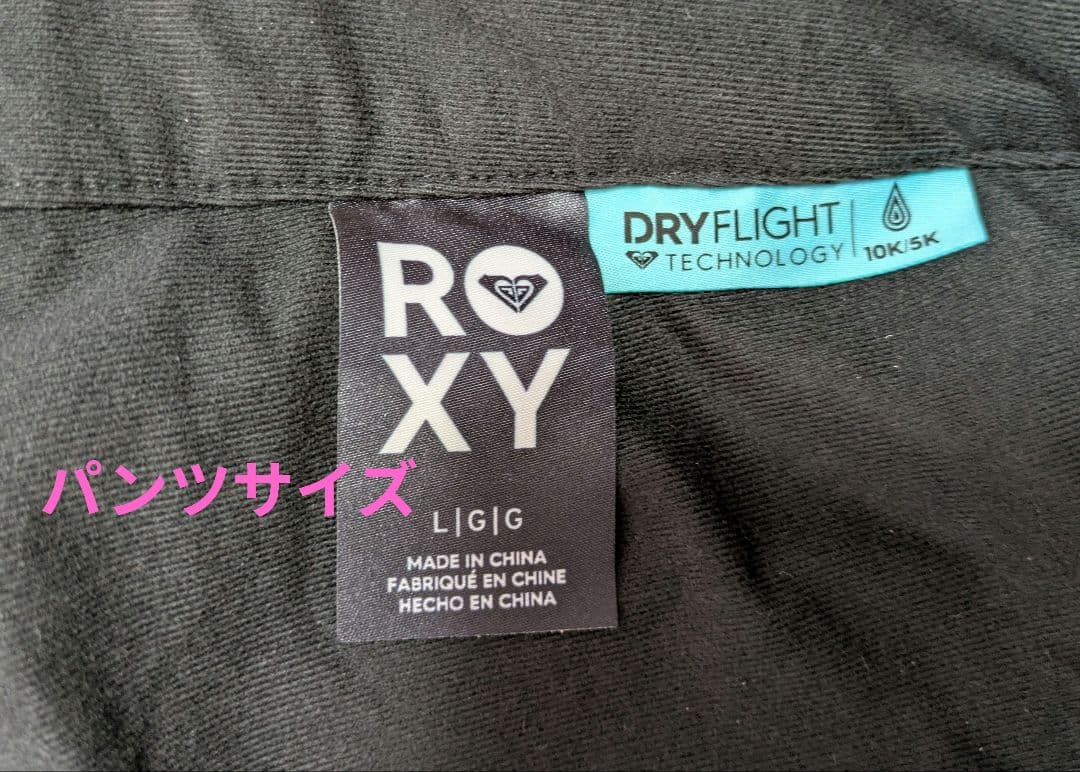 RO
XY
DRYFLIGHT
TECHNOLOGY
10K/5K
パンツサイズ
L|G|G
MADE IN CHINA
FABRIQUÉ EN CHINE
HECHO EN CHINA